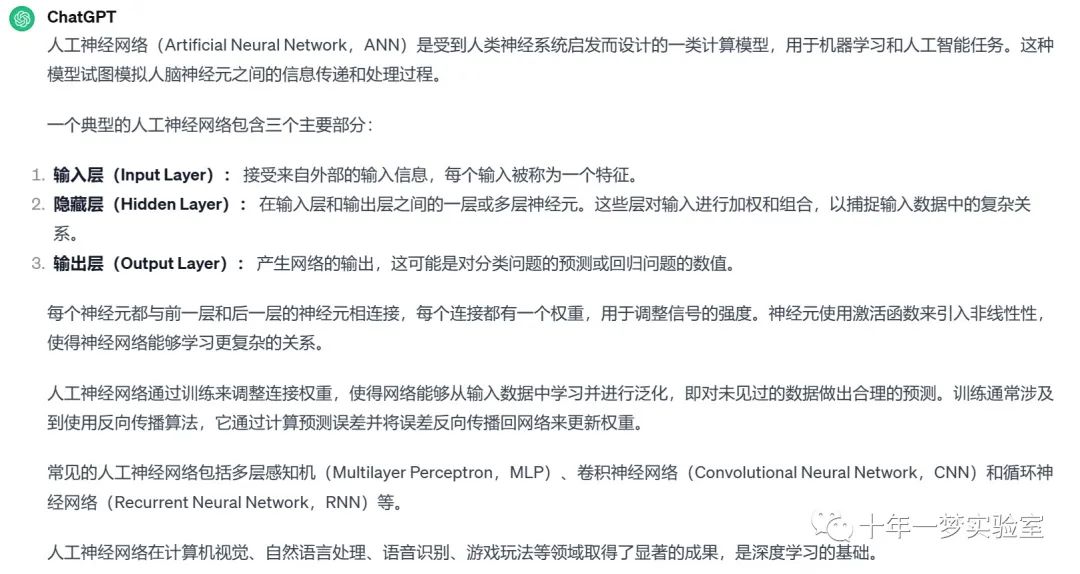 ChatGPT
人工神经网络（Artificial Neural Network，ANN）是受到人类神经系统启发而设计的一类计算模型，用于机器学习和人工智能任务。这种
模型试图模拟人脑神经元之间的信息传递和处理过程。
一个典型的人工神经网络包含三个主要部分：
1. 输入层（Input Layer）： 接受来自外部的输入信息，每个输入被称为一个特征。
2. 隐藏层（Hidden Layer）： 在输入层和输出层之间的一层或多层神经元。这些层对输入进行加权和组合，以捕捉输入数据中的复杂关
系。
3. 输出层（Output Layer）： 产生网络的输出，这可能是对分类问题的预测或回归问题的数值。
每个神经元都与前一层和后一层的神经元相连接，每个连接都有一个权重，用于调整信号的强度。神经元使用激活函数来引入非线性性，
使得神经网络能够学习更复杂的关系。
人工神经网络通过训练来调整连接权重，使得网络能够从输入数据中学习并进行泛化，即对未见过的数据做出合理的预测。训练通常涉及
到使用反向传播算法，它通过计算预测误差并将误差反向传播回网络来更新权重。
常见的人工神经网络包括多层感知机（Multilayer Perceptron，MLP）、卷积神经网络（Convolutional Neural Network，CNN）和循环神
经网络（Recurrent Neural Network，RNN）等。
十年一梦实验室
人工神经网络在计算机视觉、自然语言处理、语音识别、游戏玩法等领域取得了显著的成果，是深度学习的基础。